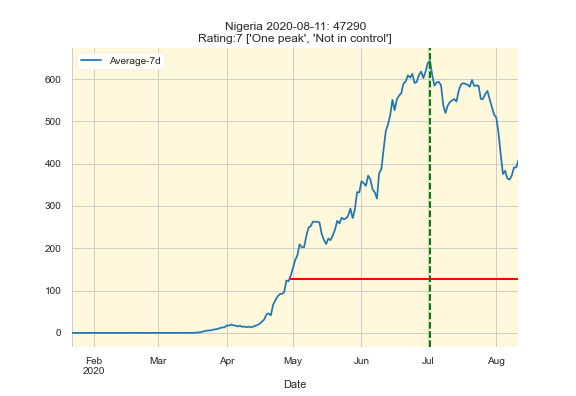 Nigeria 2020-08-11: 47290
Rating:7 ['One peak', 'Not in control']
Average-7d
600
500
400
300
200
100
0
Feb Mar Apr May Jun Jul Aug
2020
Date